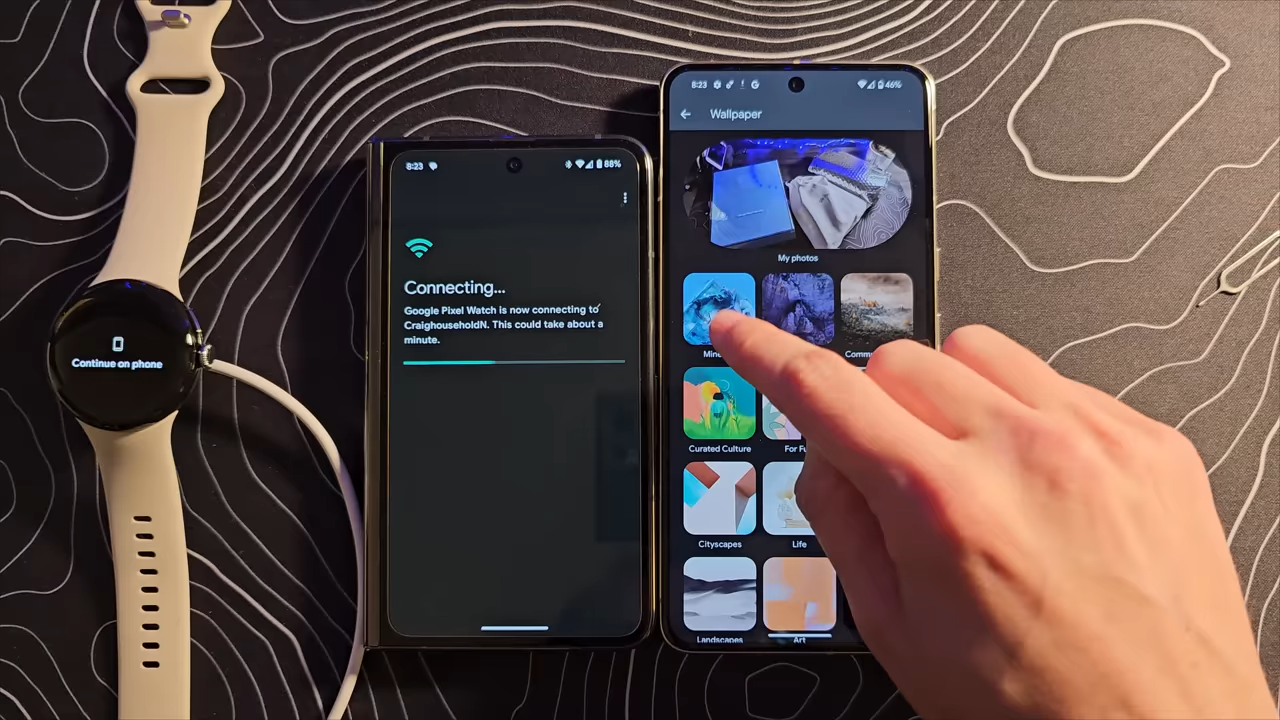 Continue on phone
8:23
88%
Connecting...
Google Pixel Watch is now connecting to
CraighouseholdN. This could take about a
minute.
8:23
46%
Wallpaper
My photos
Curated Culture
Cityscapes
Life
Landscapes
Art